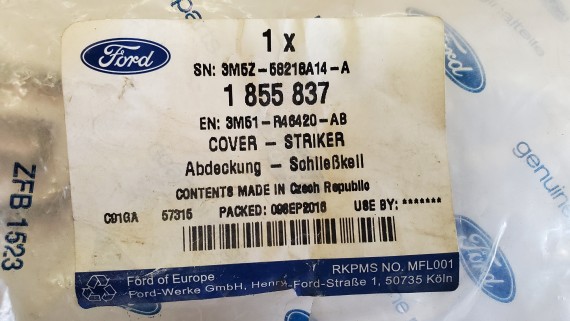 Ford
1 x
SN: 3M5Z-58218A14-A
1 855 837
EN: 3M51-R46420-AB
COVER - STRIKER
Abdeckung - Schließkeil
CONTENTS MADE IN Czech Republic
C91GA 57315 PACKED: 09SEP2016 USE BY: *******
Ford of Europe
Ford-Werke GmbH, Henry-Ford-Straße 1, 50735 Köln
RKPMS NO. MFL001
ZFB 1523
genuine
Ford